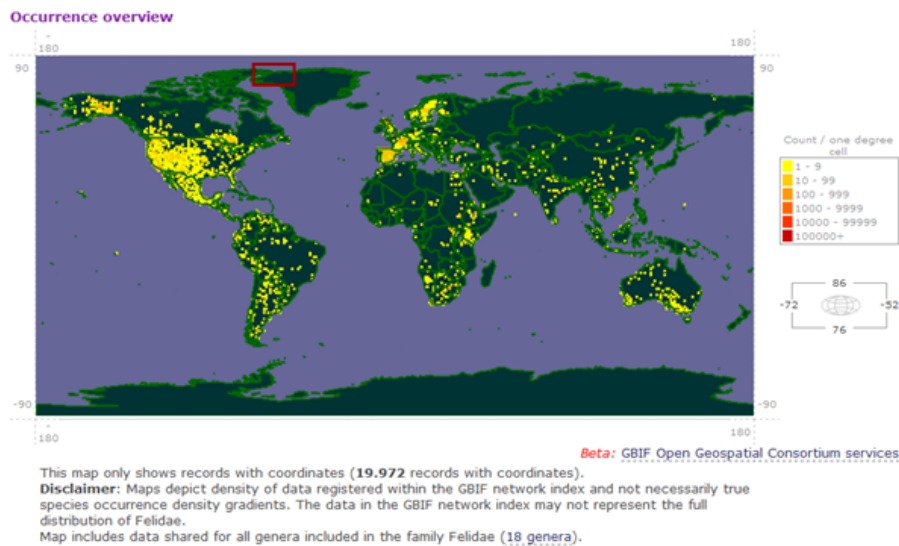 Occurrence overview
-
180
180
90
90
Count / one degree
cell
1 - 9
10 - 99
100 - 999
1000 - 9999
10000 - 99999
100000+
86
-72
-52
76
-90
-90
-
180
180
Beta: GBIF Open Geospatial Consortium services
This map only shows records with coordinates (19.972 records with coordinates).
Disclaimer: Maps depict density of data registered within the GBIF network index and not necessarily true
species occurrence density gradients. The data in the GBIF network index may not represent the full
distribution of Felidae.
Map includes data shared for all genera included in the family Felidae (18 genera).